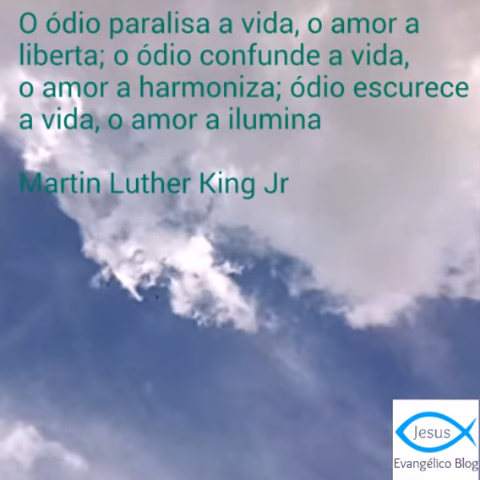 O ódio paralisa a vida, o amor a
liberta; o ódio confunde a vida,
o amor a harmoniza; ódio escurece
a vida, o amor a ilumina
Martin Luther King Jr
Jesus
Evangélico Blog